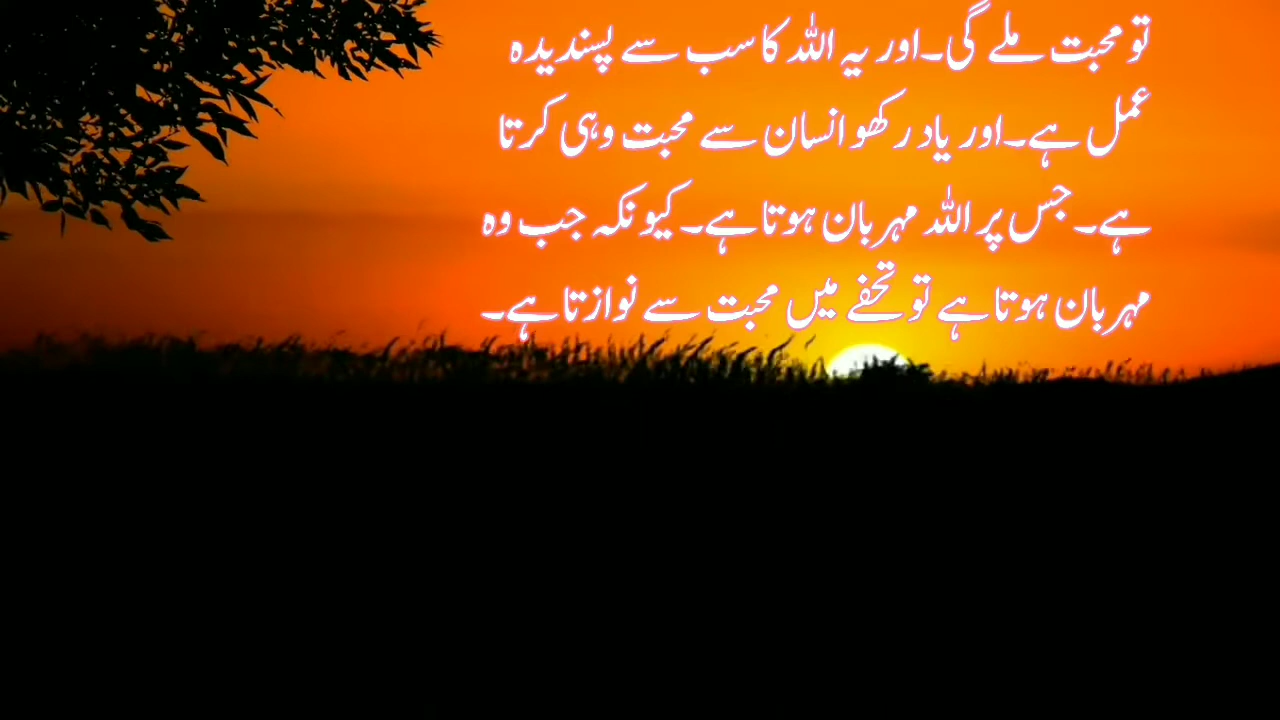 تو محبت ملے گی۔اور یہ اللہ کا سب سے پسندیدہ
عمل ہے۔اور یاد رکھو انسان سے محبت وہی کرتا
ہے۔جس پر اللہ مہربان ہوتا ہے۔کیونکہ جب وہ
مہربان ہوتا ہے تو تحفے میں محبت سے نوازتا ہے۔